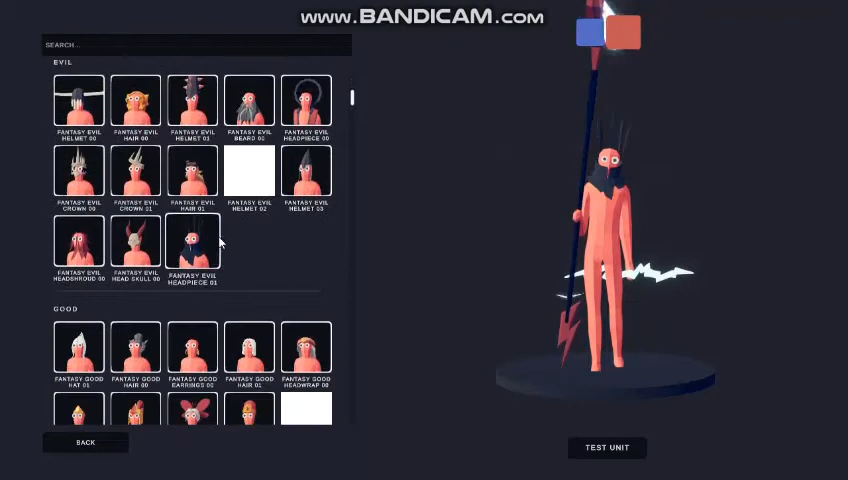 www.BANDICAM.com
SEARCH...
EVIL
FANTASY EVIL HELMET 00
FANTASY EVIL HAIR 00
FANTASY EVIL HELMET 01
FANTASY EVIL BEARD 00
FANTASY EVIL HEADPIECE 00
FANTASY EVIL CROWN 00
FANTASY EVIL CROWN 01
FANTASY EVIL HAIR 01
FANTASY EVIL HELMET 02
FANTASY EVIL HELMET 03
FANTASY EVIL HEADSHROUD 00
FANTASY EVIL HEAD SKULL 00
FANTASY EVIL HEADPIECE 01
GOOD
FANTASY GOOD HAT 01
FANTASY GOOD HAIR 00
FANTASY GOOD EARRINGS 00
FANTASY GOOD HAIR 01
FANTASY GOOD HEADWRAP 00
BACK
TEST UNIT